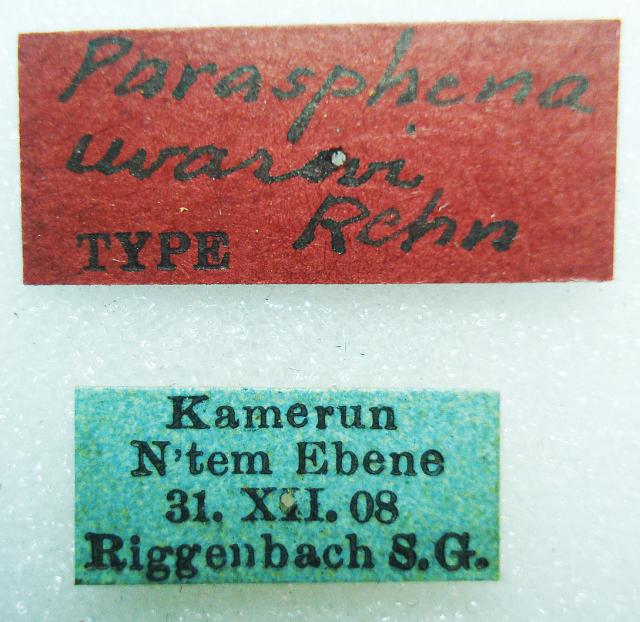 Parasphena
uvarovi
Rehn
TYPE
Kamerun
N'tem Ebene
31. XII. 08
Riggenbach S.G.